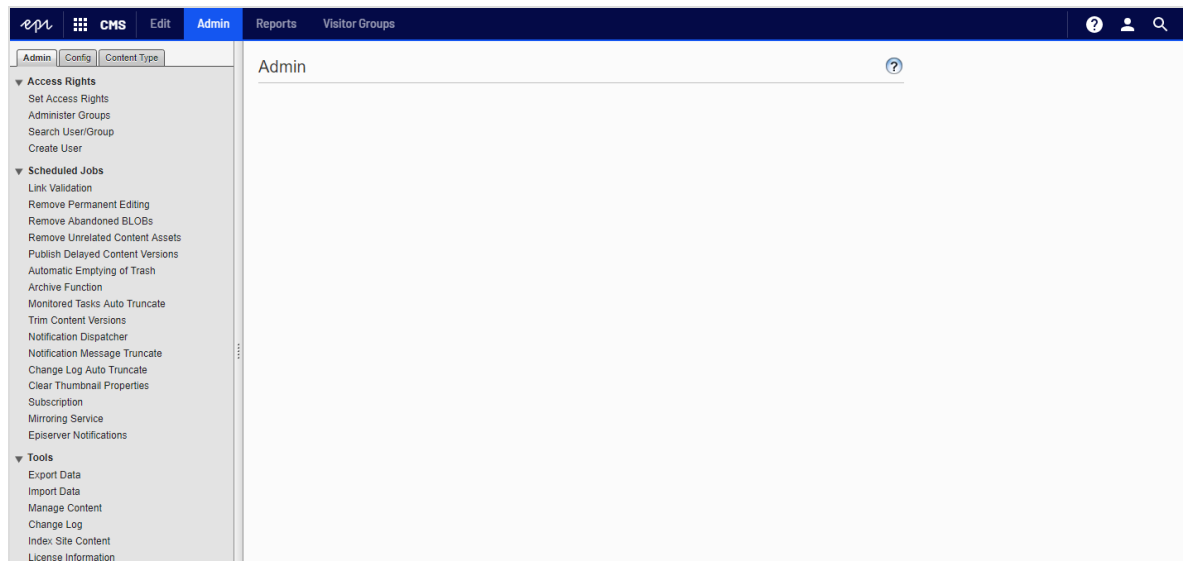 epi CMS Edit Admin Reports Visitor Groups
Admin Config Content Type
Admin
Access Rights
Set Access Rights
Administer Groups
Search User/Group
Create User
Scheduled Jobs
Link Validation
Remove Permanent Editing
Remove Abandoned BLOBs
Remove Unrelated Content Assets
Publish Delayed Content Versions
Automatic Emptying of Trash
Archive Function
Monitored Tasks Auto Truncate
Trim Content Versions
Notification Dispatcher
Notification Message Truncate
Change Log Auto Truncate
Clear Thumbnail Properties
Subscription
Mirroring Service
Episerver Notifications
Tools
Export Data
Import Data
Manage Content
Change Log
Index Site Content
License Information